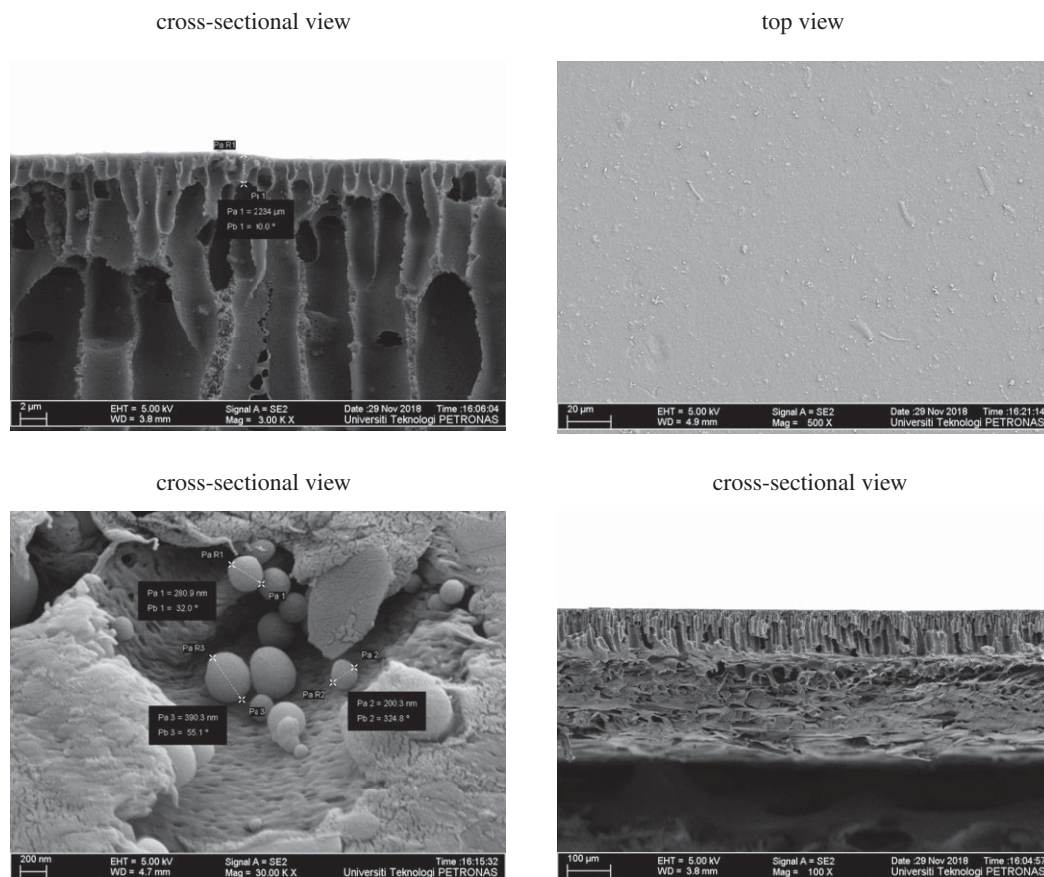 cross-sectional view
top view
Pa R1
Pi 1
Pa 1 = 2234 µm
Pb 1 = 10.0 °
2 µm
EHT = 5.00 kV
WD = 3.8 mm
Signal A = SE2
Mag = 3.00 K X
Date :29 Nov 2018 Time :16:06:04
Universiti Teknologi PETRONAS
20 µm
EHT = 5.00 kV
WD = 4.9 mm
Signal A = SE2
Mag = 500 X
Date :29 Nov 2018 Time :16:21:14
Universiti Teknologi PETRONAS
cross-sectional view
cross-sectional view
Pa R1
Pa 1
Pa 1 = 280.9 nm
Pb 1 = 32.0 °
Pa R3
Pa 2
Pa R2
Pa 3
Pa 2 = 200.3 nm
Pb 2 = 324.8 °
Pa 3 = 390.3 nm
Pb 3 = 55.1 °
200 nm
EHT = 5.00 kV
WD = 4.7 mm
Signal A = SE2
Mag = 30.00 K X
Date :29 Nov 2018 Time :16:15:32
Universiti Teknologi PETRONAS
100 µm
EHT = 5.00 kV
WD = 3.8 mm
Signal A = SE2
Mag = 100 X
Date :29 Nov 2018 Time :16:04:57
Universiti Teknologi PETRONAS